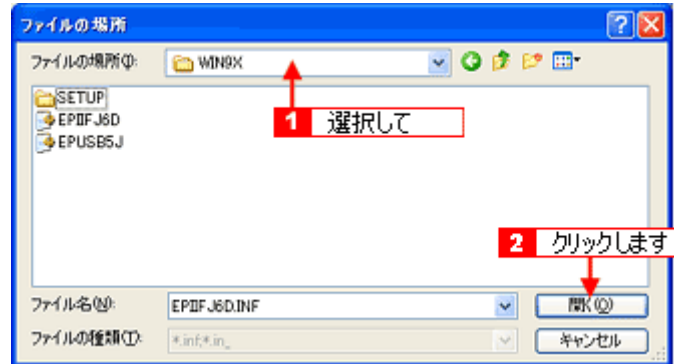 ファイルの場所
ファイルの場所(I):
WIN9X
SETUP
EPIIFJ6D
EPUSB5J
1 選択して
2 クリックします
ファイル名(N):
EPIIFJ6D.INF
開く(O)
ファイルの種類(T):
*.inf;*.in_
キャンセル